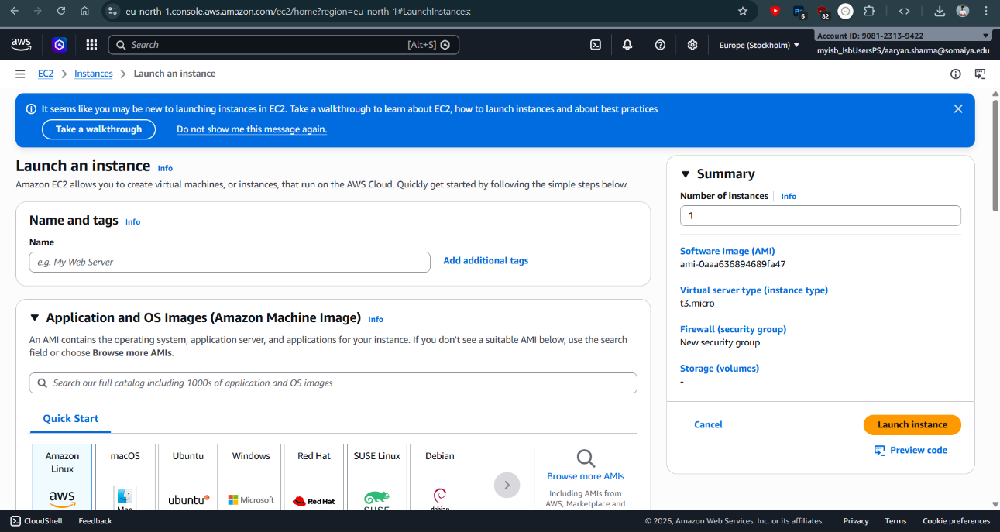 eu-north-1.console.aws.amazon.com/ec2/home?region=eu-north-1#LaunchInstances:
6
82
aws
Search
[Alt+S]
Europe (Stockholm)
Account ID: 9081-2313-9422
myisb_IsbUsersPS/aaryan.sharma@somaiya.edu
EC2
Instances
Launch an instance
It seems like you may be new to launching instances in EC2. Take a walkthrough to learn about EC2, how to launch instances and about best practices
Take a walkthrough
Do not show me this message again.
Launch an instance Info
Amazon EC2 allows you to create virtual machines, or instances, that run on the AWS Cloud. Quickly get started by following the simple steps below.
Name and tags Info
Name
e.g. My Web Server
Add additional tags
Application and OS Images (Amazon Machine Image) Info
An AMI contains the operating system, application server, and applications for your instance. If you don't see a suitable AMI below, use the search
field or choose Browse more AMIs.
Search our full catalog including 1000s of application and OS images
Quick Start
Amazon
Linux
aws
macOS
Mac
Ubuntu
ubuntu
Windows
Microsoft
Red Hat
Red Hat
SUSE Linux
SUSE
Debian
debian
Browse more AMIs
Including AMIs from
AWS, Marketplace and
Summary
Number of instances Info
1
Software Image (AMI)
ami-0aaa636894689fa47
Virtual server type (instance type)
t3.micro
Firewall (security group)
New security group
Storage (volumes)
-
Cancel
Launch instance
Preview code
CloudShell
Feedback
© 2026, Amazon Web Services, Inc. or its affiliates.
Privacy
Terms
Cookie preferences